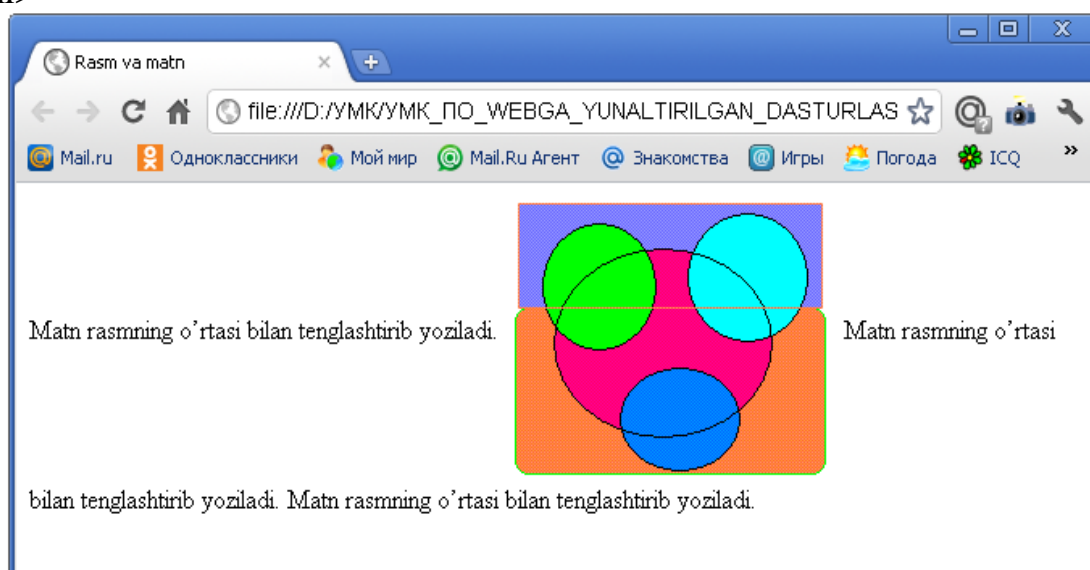 Rasm va matn
file:///D:/УМК/УМК_ПО_WEBGA_YUNALTIRILGAN_DASTURLAS
Mail.ru Одноклассники Мой мир Mail.Ru Агент Знакомства Игры Погода ICQ »
Matn rasmning o’rtasi bilan tenglashtirib yoziladi. Matn rasmning o’rtasi
bilan tenglashtirib yoziladi. Matn rasmning o’rtasi bilan tenglashtirib yoziladi.